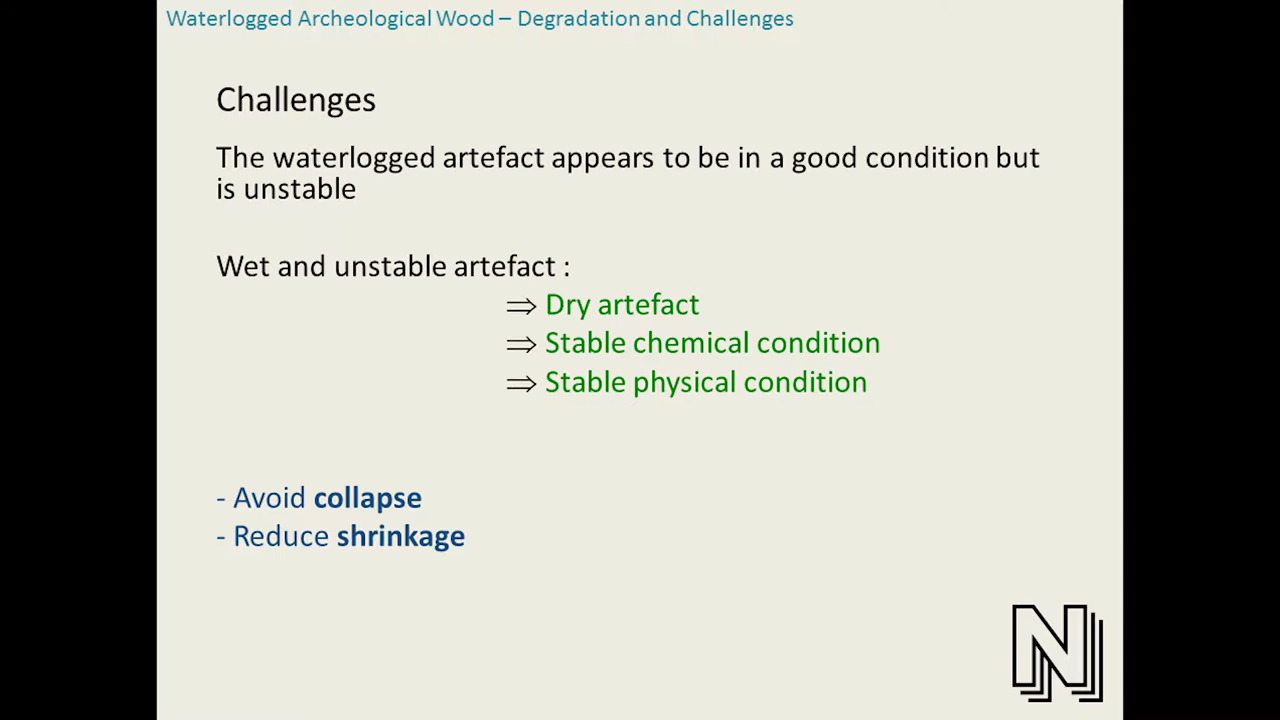 Waterlogged Archeological Wood – Degradation and Challenges
Challenges
The waterlogged artefact appears to be in a good condition but
is unstable
Wet and unstable artefact :
⇒ Dry artefact
⇒ Stable chemical condition
⇒ Stable physical condition
- Avoid collapse
- Reduce shrinkage
N